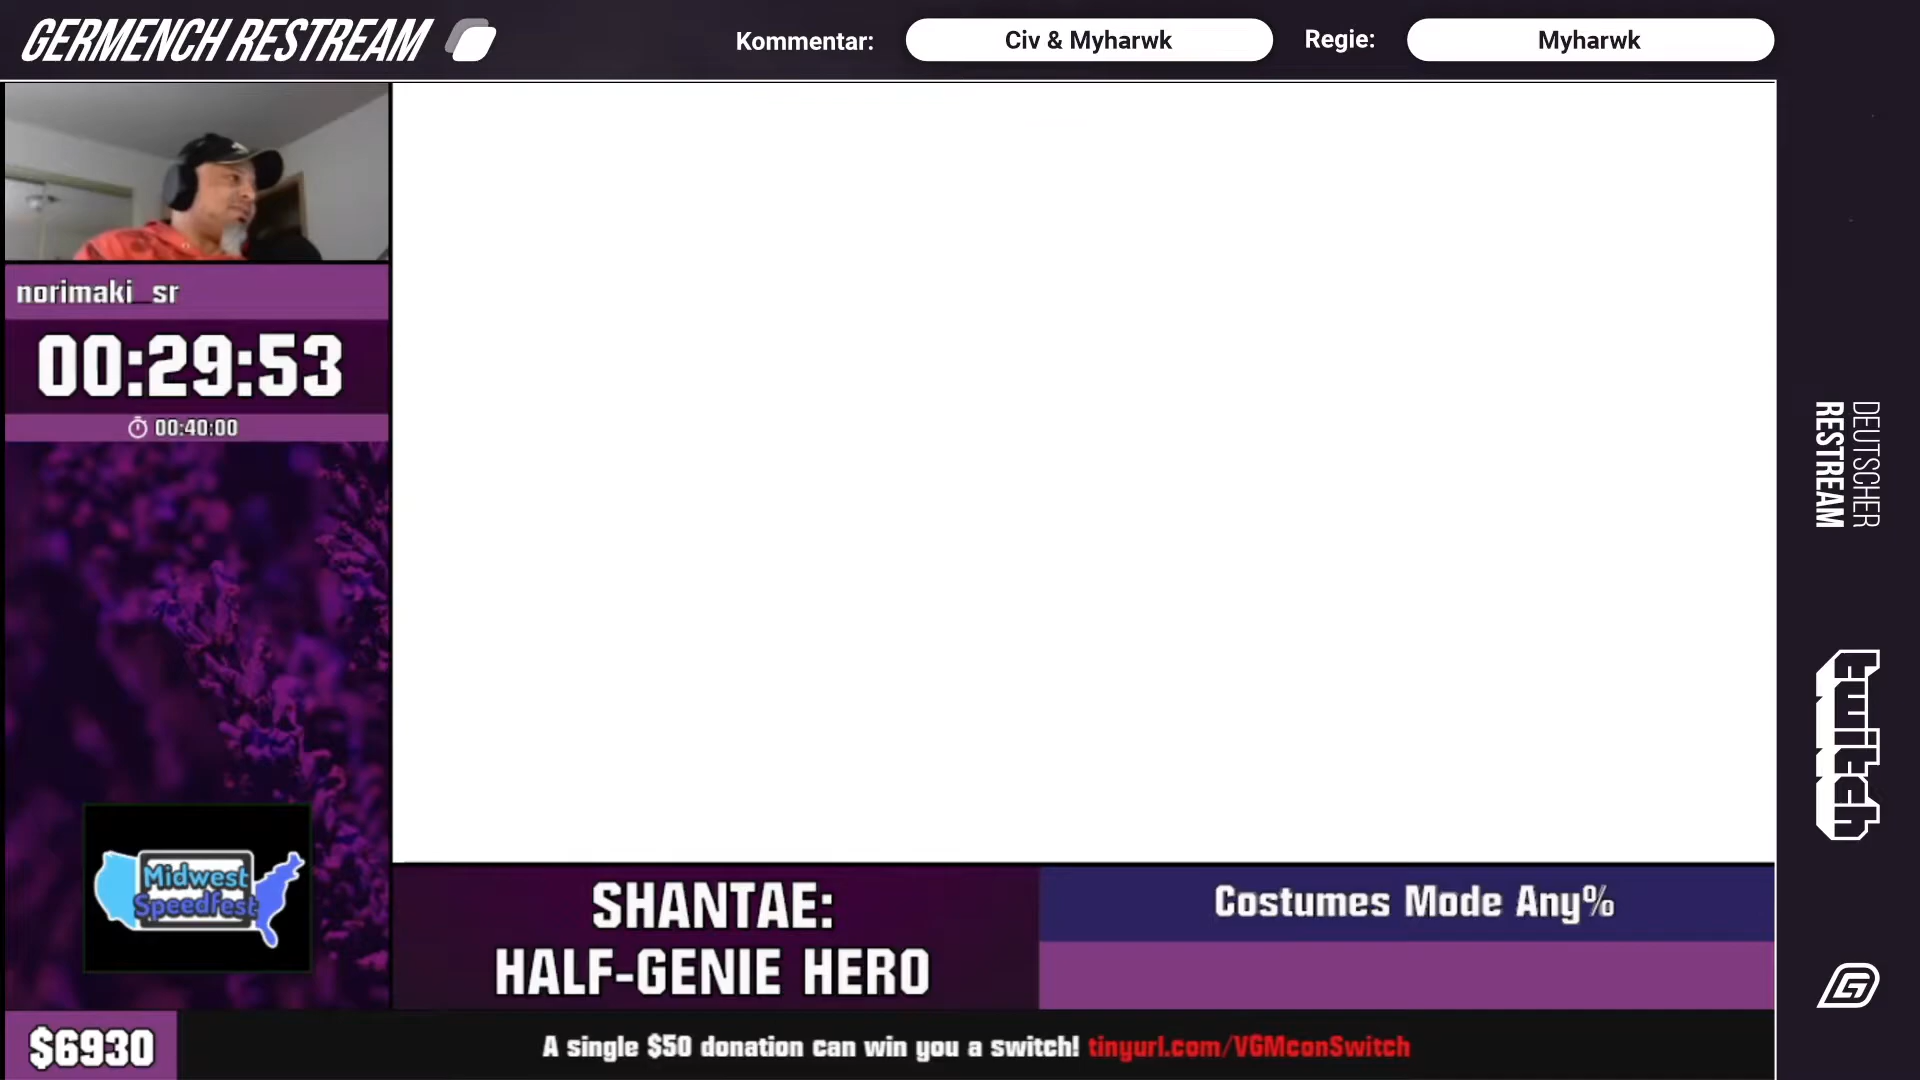 GERMENCH RESTREAM
Kommentar:
Civ & Myharwk
Regie:
Myharwk
norimaki_sr
00:29:53
00:40:00
Midwest
Speedfest
SHANTAE:
HALF-GENIE HERO
Costumes Mode Any%
$6930
A single $50 donation can win you a switch! tinyurl.com/VGMconSwitch
DEUTSCHER
RESTREAM
twitch
G